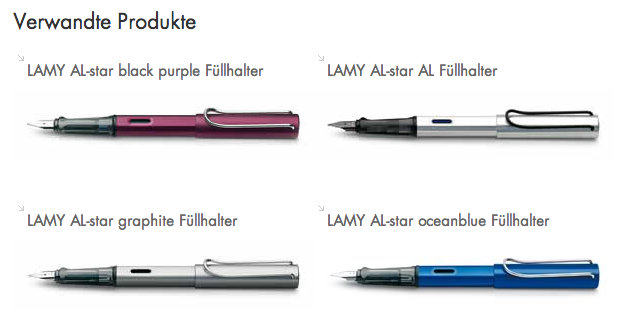 Verwandte Produkte
LAMY AL-star black purple Füllhalter
LAMY AL-star AL Füllhalter
LAMY AL-star graphite Füllhalter
LAMY AL-star oceanblue Füllhalter